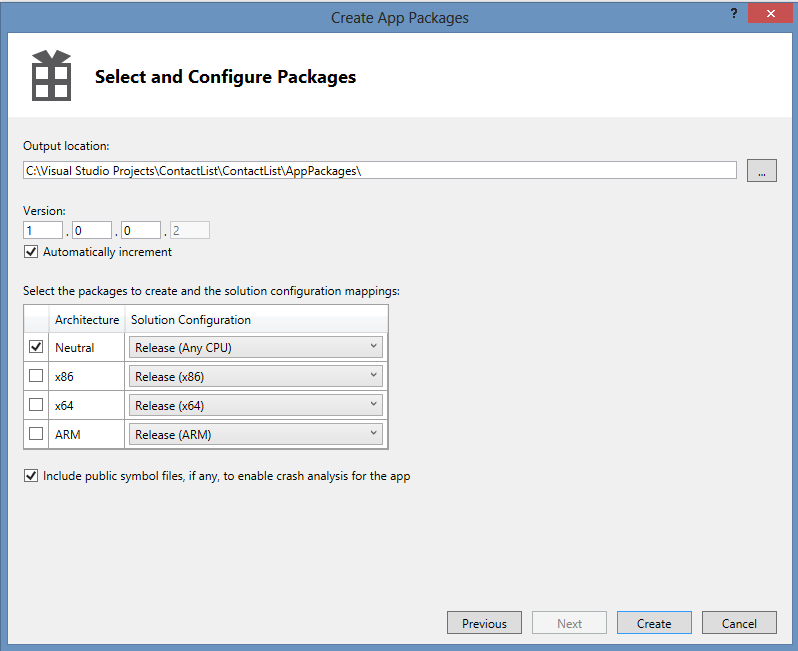 Create App Packages
?
Select and Configure Packages
Output location:
C:\Visual Studio Projects\ContactList\ContactList\AppPackages\
...
Version:
1 . 0 . 0 . 2
Automatically increment
Select the packages to create and the solution configuration mappings:
Architecture Solution Configuration
Neutral Release (Any CPU)
x86 Release (x86)
x64 Release (x64)
ARM Release (ARM)
Include public symbol files, if any, to enable crash analysis for the app
Previous Next Create Cancel